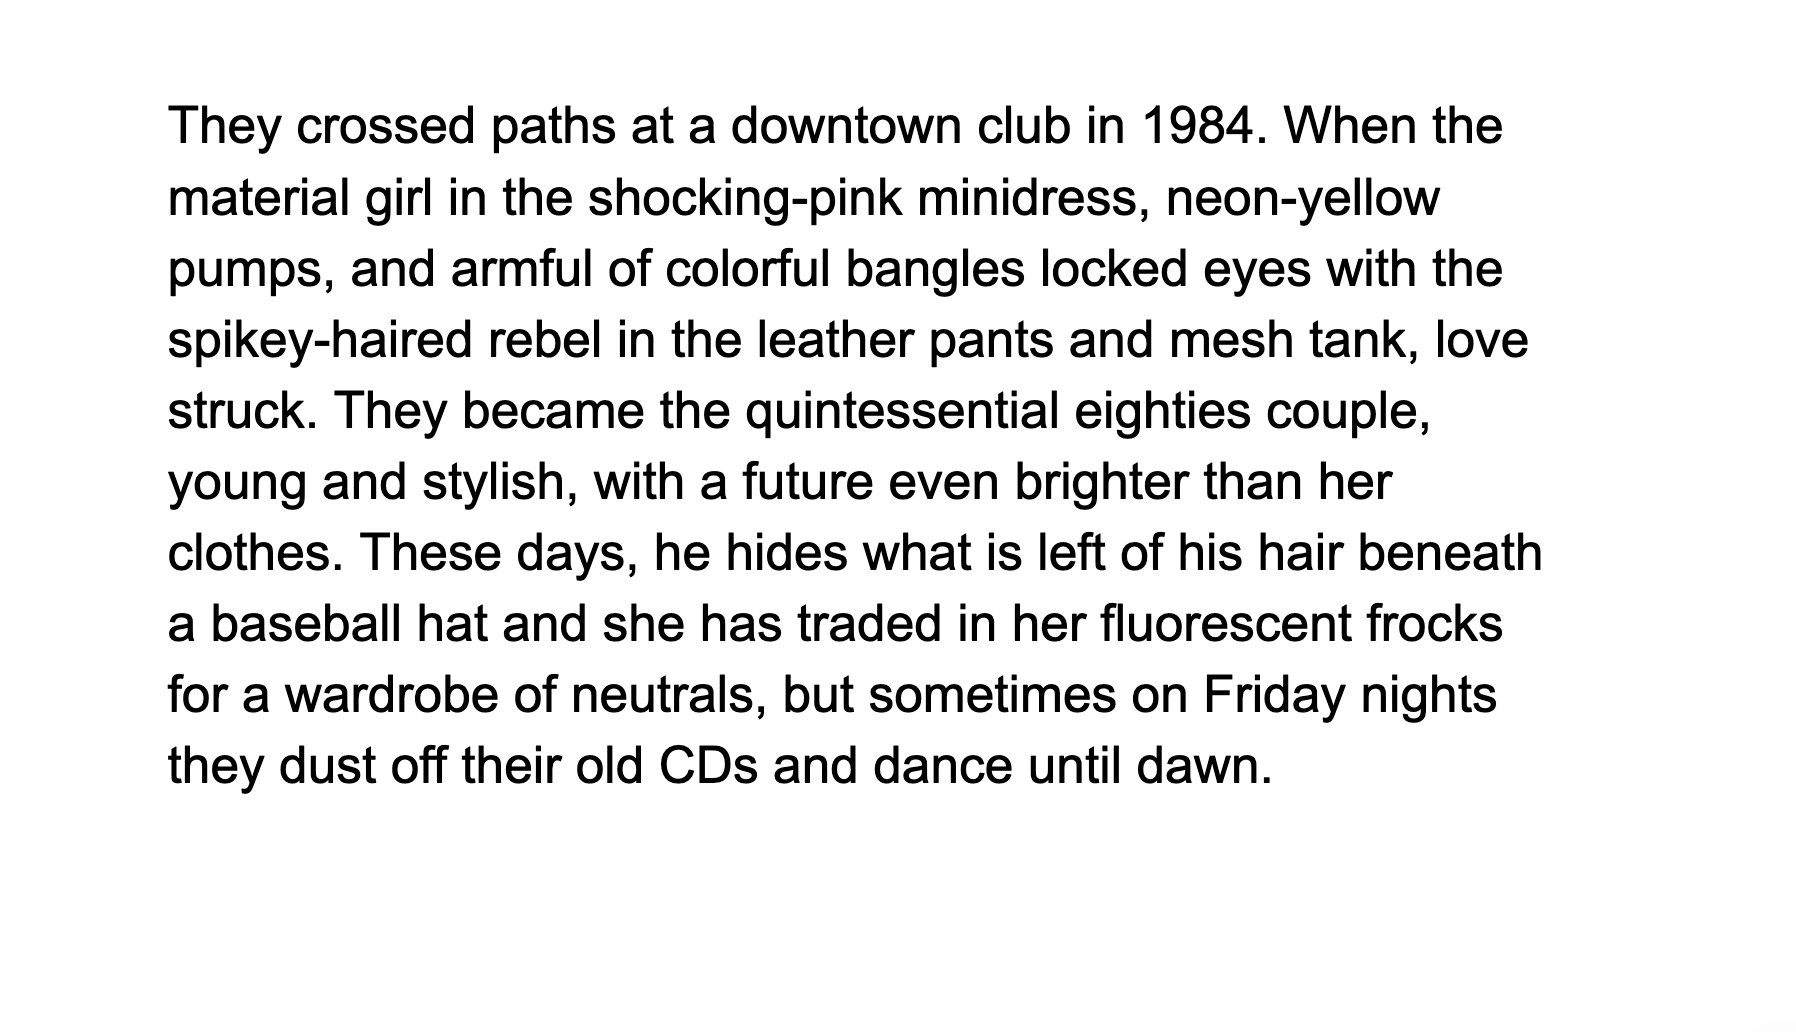 They crossed paths at a downtown club in 1984. When the
material girl in the shocking-pink minidress, neon-yellow
pumps, and armful of colorful bangles locked eyes with the
spikey-haired rebel in the leather pants and mesh tank, love
struck. They became the quintessential eighties couple,
young and stylish, with a future even brighter than her
clothes. These days, he hides what is left of his hair beneath
a baseball hat and she has traded in her fluorescent frocks
for a wardrobe of neutrals, but sometimes on Friday nights
they dust off their old CDs and dance until dawn.